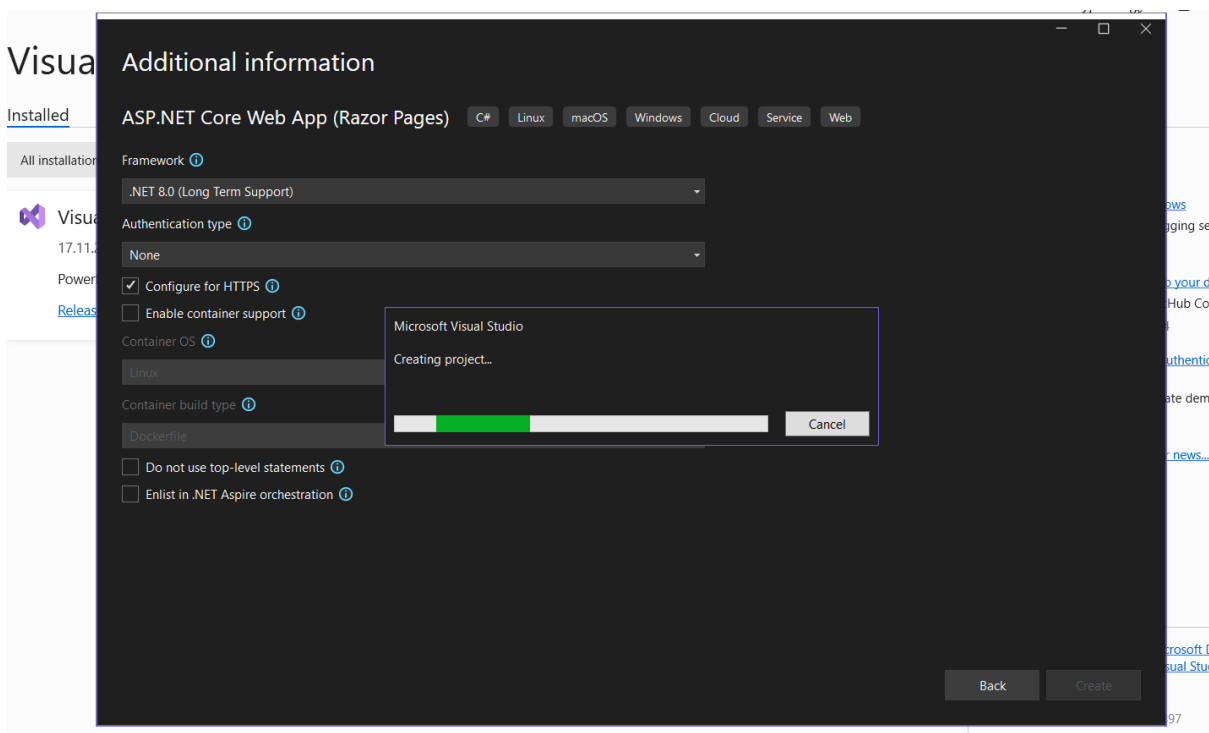 Visua
Installed
All installation
Visua
17.11.
Power
Releas
Additional information
ASP.NET Core Web App (Razor Pages) C# Linux macOS Windows Cloud Service Web
Framework
.NET 8.0 (Long Term Support)
Authentication type
None
Configure for HTTPS
Enable container support
Container OS
Linux
Container build type
Dockerfile
Do not use top-level statements
Enlist in .NET Aspire orchestration
Microsoft Visual Studio
Creating project...
Cancel
Back Create
ows
gging se
your d
Hub Co
uthentic
ate dem
r news...
crosoft D
sual Stu
97